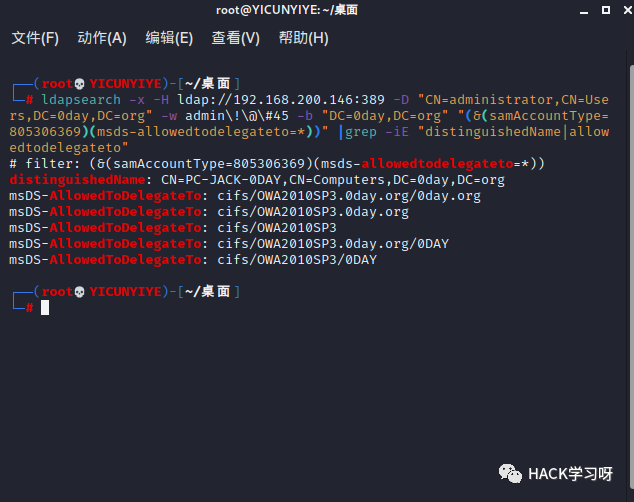 root@YICUNYIYE:~/桌面
文件(F) 动作(A) 编辑(E) 查看(V) 帮助(H)
┌──(root💀YICUNYIYE)-[~/桌面]
└─# ldapsearch -x -H ldap://192.168.200.146:389 -D "CN=administrator,CN=Use
rs,DC=0day,DC=org" -w admin\!\@\#45 -b "DC=0day,DC=org" "(&(samAccountType=
805306369)(msds-allowedtodelegateto=*))" |grep -iE "distinguishedName|allow
edtodelegateto"
# filter: (&(samAccountType=805306369)(msds-allowedtodelegateto=*))
distinguishedName: CN=PC-JACK-0DAY,CN=Computers,DC=0day,DC=org
msDS-AllowedToDelegateTo: cifs/OWA2010SP3.0day.org/0day.org
msDS-AllowedToDelegateTo: cifs/OWA2010SP3.0day.org
msDS-AllowedToDelegateTo: cifs/OWA2010SP3
msDS-AllowedToDelegateTo: cifs/OWA2010SP3.0day.org/0DAY
msDS-AllowedToDelegateTo: cifs/OWA2010SP3/0DAY
┌──(root💀YICUNYIYE)-[~/桌面]
└─#
HACK学习呀